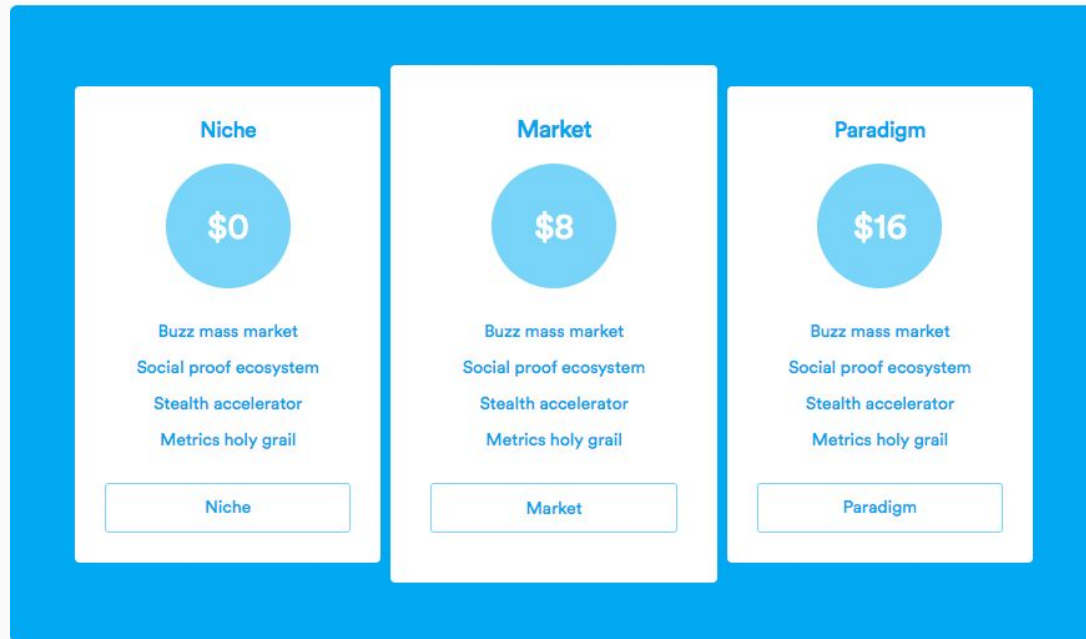 Niche
$0
Buzz mass market
Social proof ecosystem
Stealth accelerator
Metrics holy grail
Niche
Market
$8
Buzz mass market
Social proof ecosystem
Stealth accelerator
Metrics holy grail
Market
Paradigm
$16
Buzz mass market
Social proof ecosystem
Stealth accelerator
Metrics holy grail
Paradigm